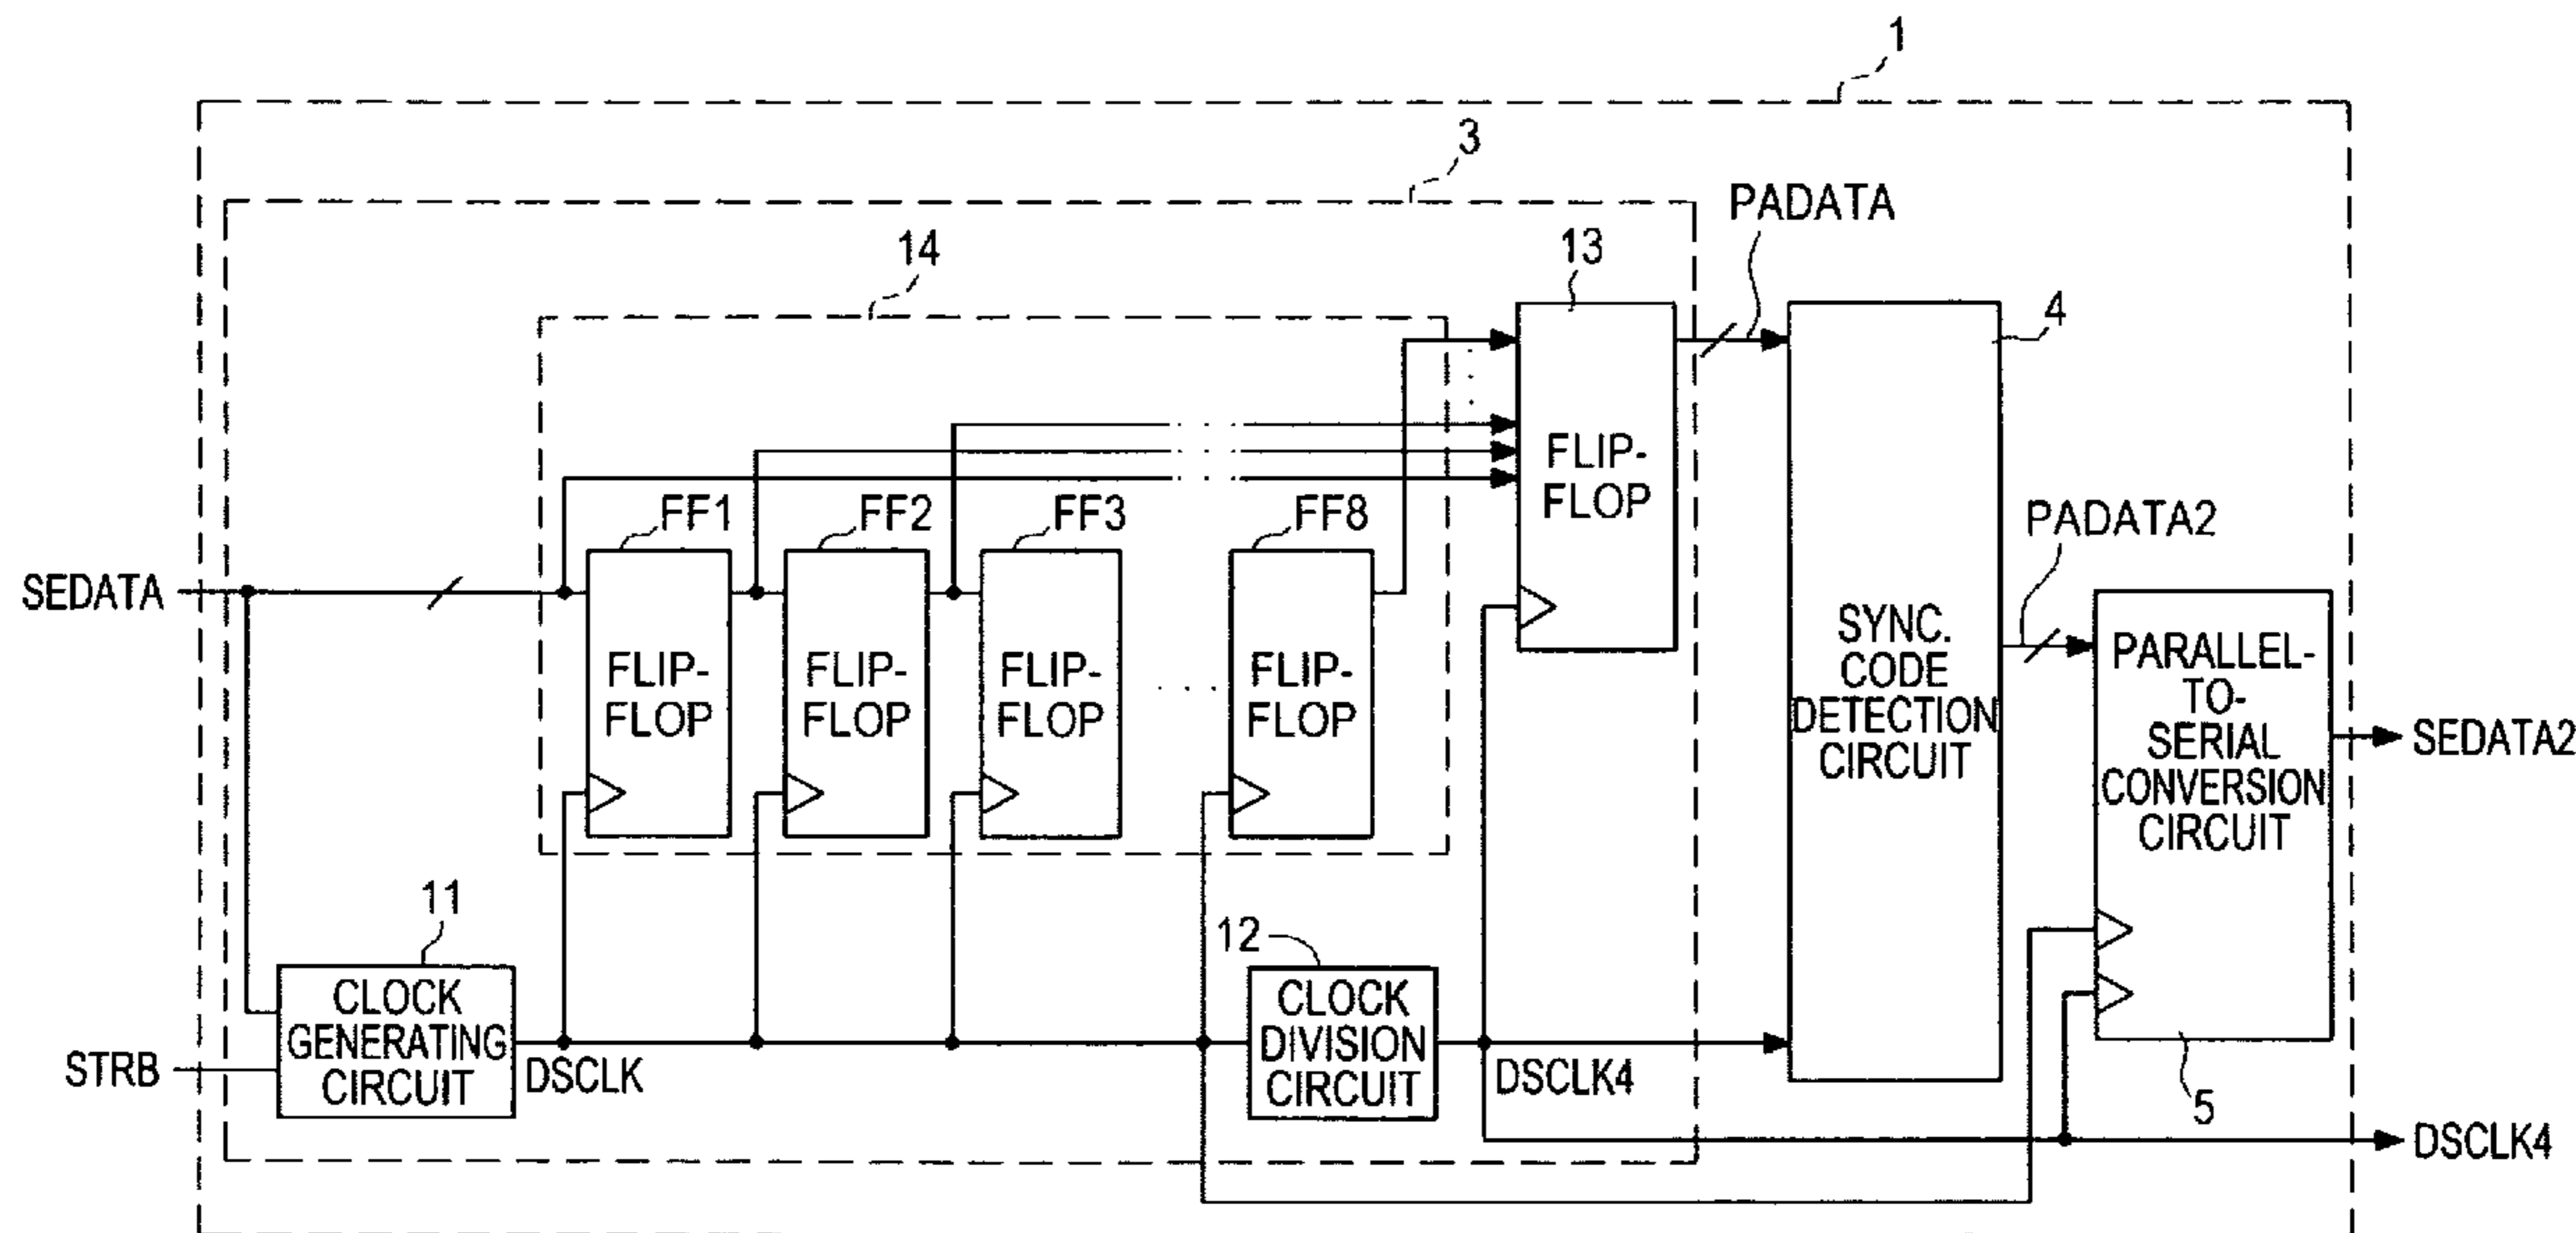 1
3
PADATA
14
13
4
FLIP-
FLOP
FF1
FF2
FF3
FF8
PADATA2
SEDATA
FLIP-
FLOP
FLIP-
FLOP
FLIP-
FLOP
FLIP-
FLOP
SYNC.
CODE
DETECTION
CIRCUIT
PARALLEL-
TO-
SERIAL
CONVERSION
CIRCUIT
SEDATA2
11
12
CLOCK
GENERATING
CIRCUIT
CLOCK
DIVISION
CIRCUIT
STRB
DSCLK
DSCLK4
5
DSCLK4